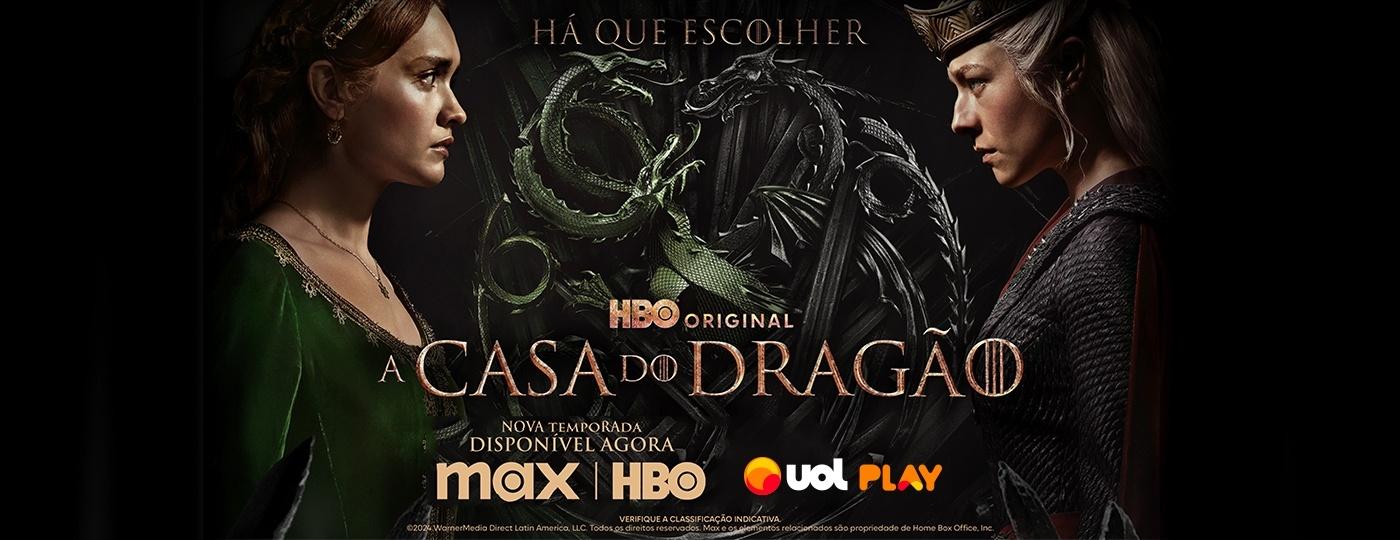 HÁ QUE ESCOLHER
HBO ORIGINAL
A CASA DO DRAGÃO
NOVA TEMPORADA
DISPONÍVEL AGORA
max | HBO
uol PLAY
VERIFIQUE A CLASSIFICAÇÃO INDICATIVA.
©2024 WarnerMedia Direct Latin America, LLC. Todos os direitos reservados. Max e os elementos relacionados são propriedade de Home Box Office, Inc.